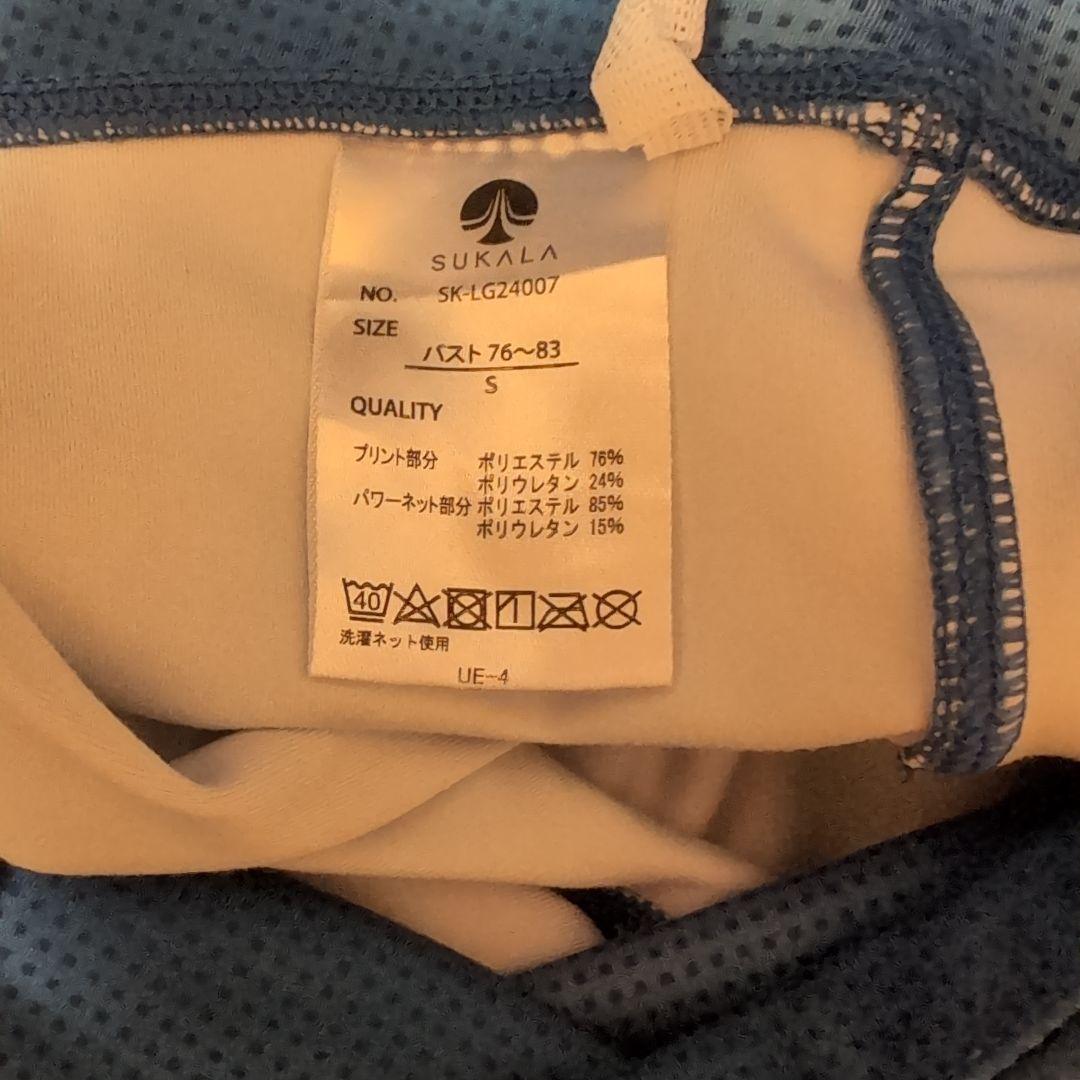 SUKALA
NO. SK-LG24007
SIZE
バスト 76〜83
S
QUALITY
プリント部分 ポリエステル 76%
ポリウレタン 24%
パワーネット部分 ポリエステル 85%
ポリウレタン 15%
40
1
洗濯ネット使用
UE-4